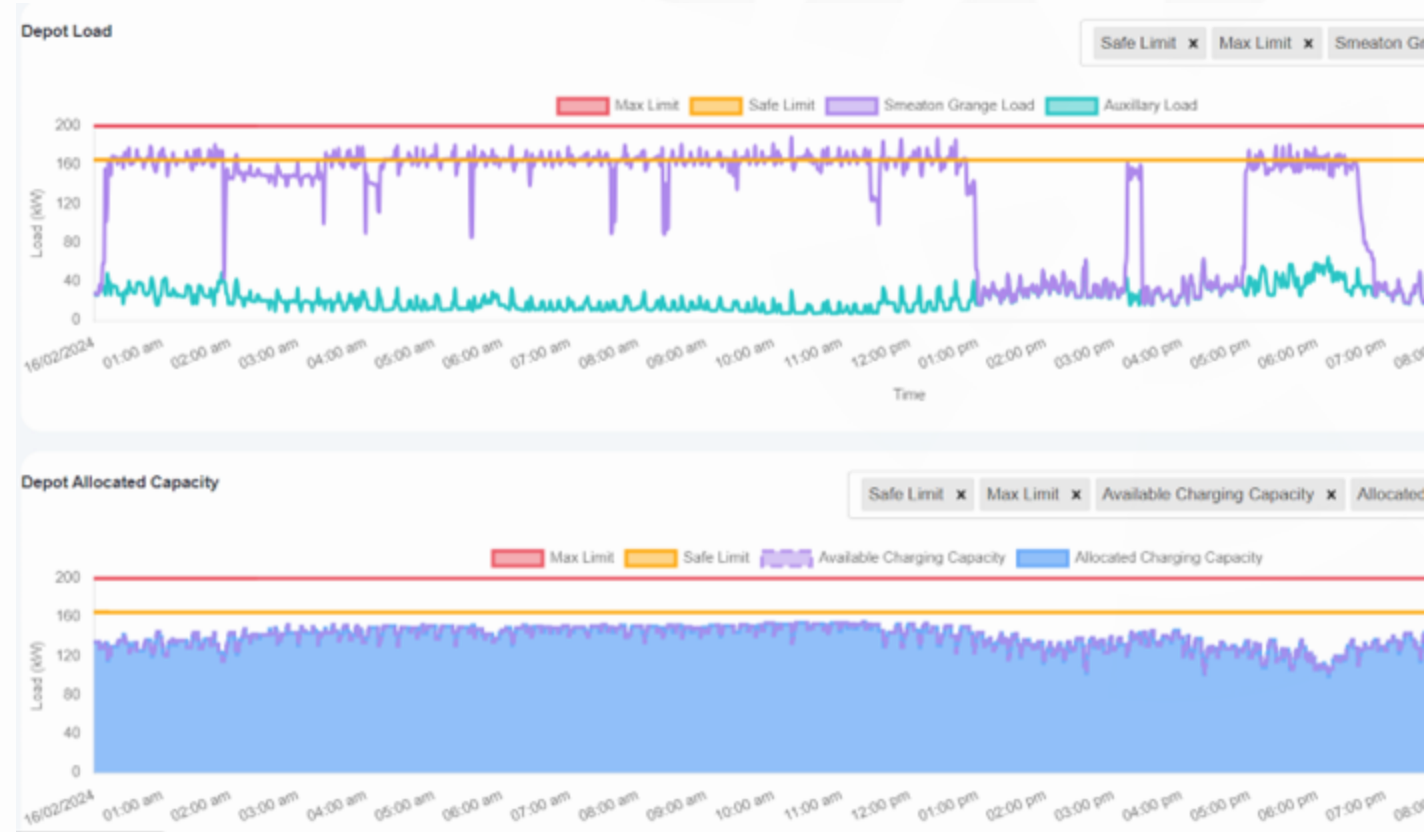 Depot Load
Safe Limit × Max Limit × Smeaton Gr
Max Limit Safe Limit Smeaton Grange Load Auxillary Load
200
160
120
80
40
0
Load (kW)
16/02/2024 01:00 am 02:00 am 03:00 am 04:00 am 05:00 am 06:00 am 07:00 am 08:00 am 09:00 am 10:00 am 11:00 am 12:00 pm 01:00 pm 02:00 pm 03:00 pm 04:00 pm 05:00 pm 06:00 pm 07:00 pm 08:00
Time
Depot Allocated Capacity
Safe Limit × Max Limit × Available Charging Capacity × Allocated
Max Limit Safe Limit Available Charging Capacity Allocated Charging Capacity
200
160
120
80
40
0
Load (kW)
16/02/2024 01:00 am 02:00 am 03:00 am 04:00 am 05:00 am 06:00 am 07:00 am 08:00 am 09:00 am 10:00 am 11:00 am 12:00 pm 01:00 pm 02:00 pm 03:00 pm 04:00 pm 05:00 pm 06:00 pm 07:00 pm 08:00